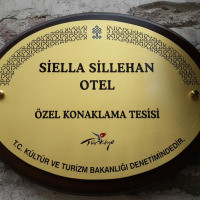 SİELLA SİLLEHAN
OTEL
ÖZEL KONAKLAMA TESİSİ
Türkiye
T.C. KÜLTÜR VE TURİZM BAKANLIĞI DENETİMİNDEDİR.